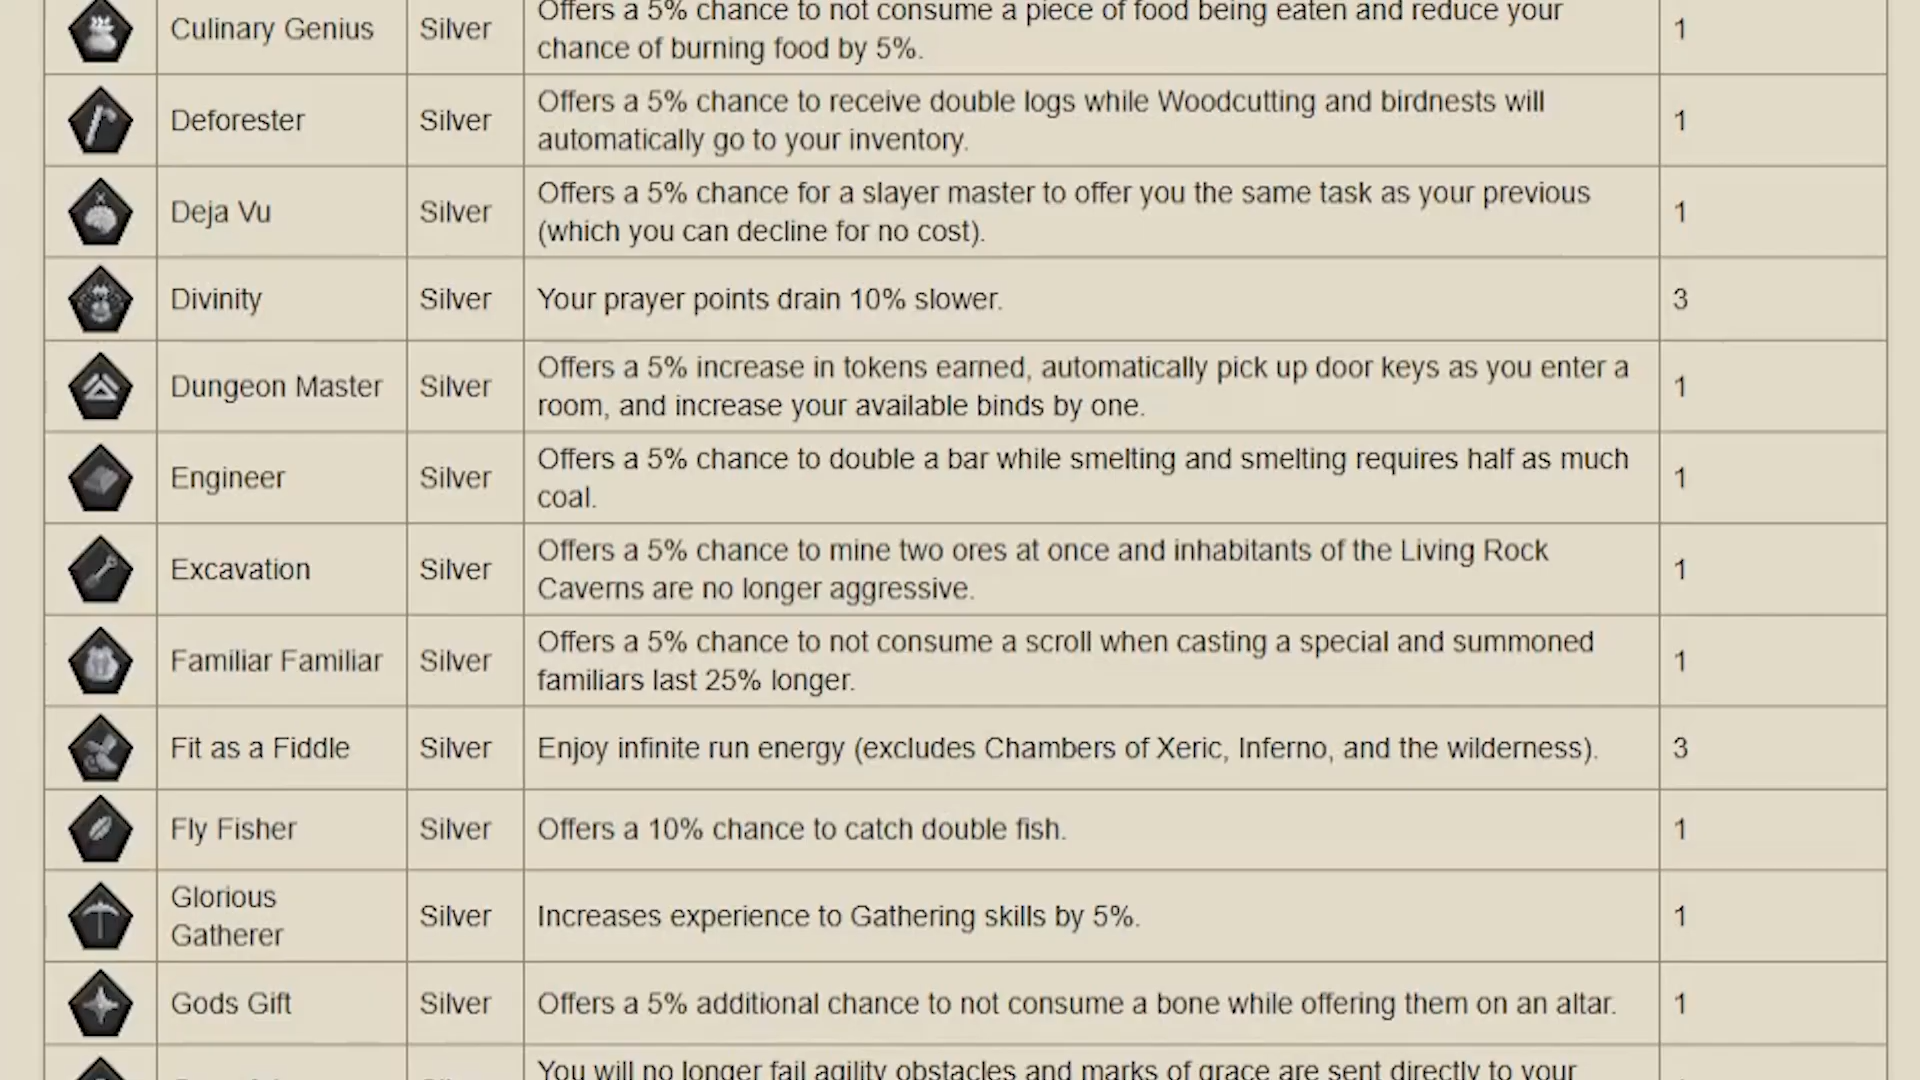 Culinary Genius Silver Offers a 5% chance to not consume a piece of food being eaten and reduce your 1
chance of burning food by 5%.
Deforester Silver Offers a 5% chance to receive double logs while Woodcutting and birdnests will 1
automatically go to your inventory.
Deja Vu Silver Offers a 5% chance for a slayer master to offer you the same task as your previous 1
(which you can decline for no cost).
Divinity Silver Your prayer points drain 10% slower. 3
Dungeon Master Silver Offers a 5% increase in tokens earned, automatically pick up door keys as you enter a 1
room, and increase your available binds by one.
Engineer Silver Offers a 5% chance to double a bar while smelting and smelting requires half as much 1
coal.
Excavation Silver Offers a 5% chance to mine two ores at once and inhabitants of the Living Rock 1
Caverns are no longer aggressive.
Familiar Familiar Silver Offers a 5% chance to not consume a scroll when casting a special and summoned 1
familiars last 25% longer.
Fit as a Fiddle Silver Enjoy infinite run energy (excludes Chambers of Xeric, Inferno, and the wilderness). 3
Fly Fisher Silver Offers a 10% chance to catch double fish. 1
Glorious
Gatherer Silver Increases experience to Gathering skills by 5%. 1
Gods Gift Silver Offers a 5% additional chance to not consume a bone while offering them on an altar. 1
You will no longer fail agility obstacles and marks of grace are sent directly to your